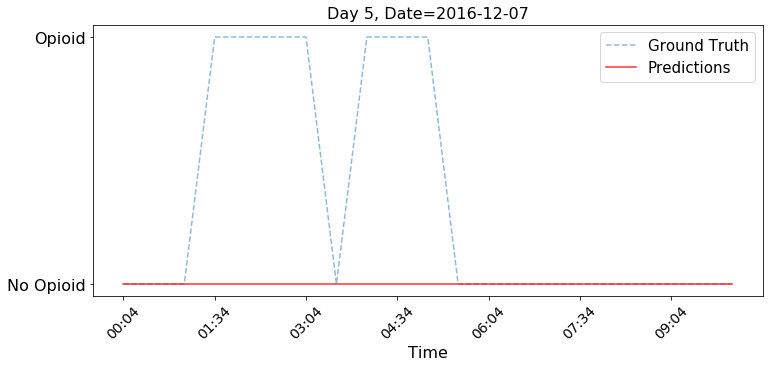 Day 5, Date=2016-12-07
Opioid
No Opioid
Ground Truth
Predictions
00:04
01:34
03:04
04:34
06:04
07:34
09:04
Time